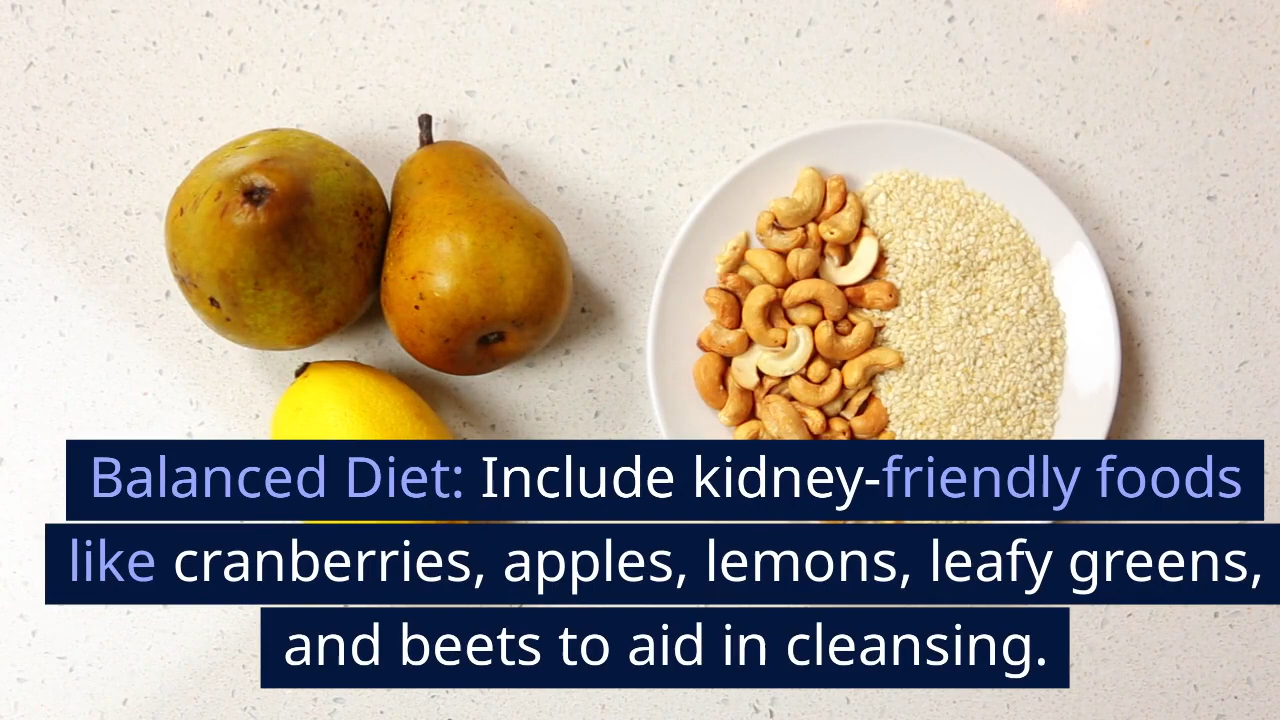 Balanced Diet: Include kidney-friendly foods
like cranberries, apples, lemons, leafy greens,
and beets to aid in cleansing.